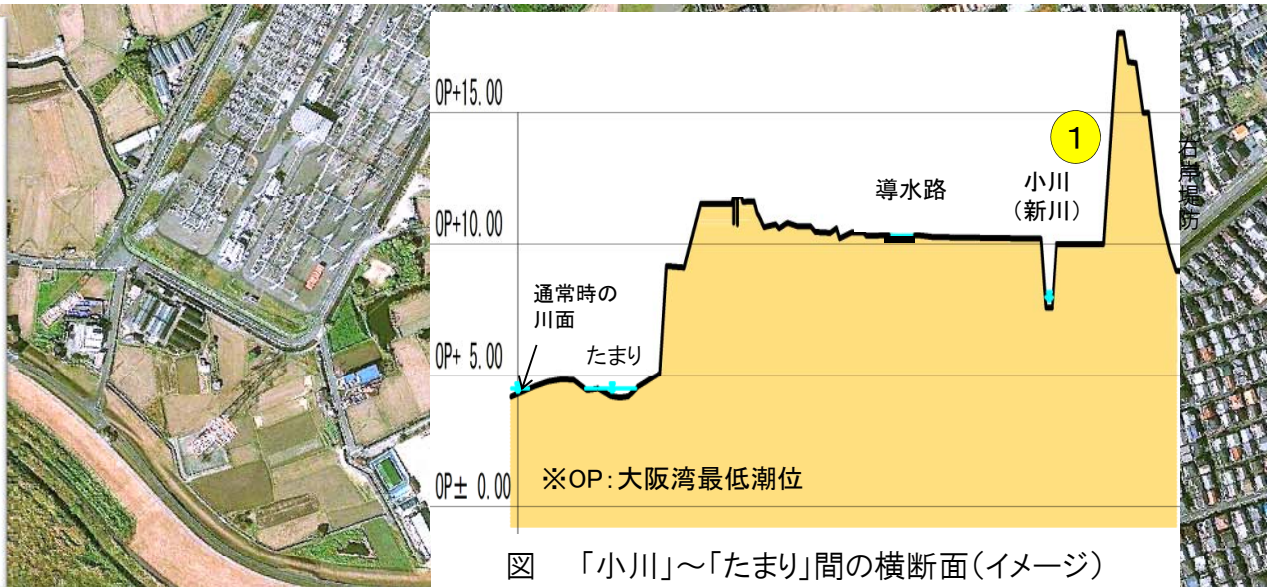 OP+15.00
1
右岸堤防
導水路
小川
(新川)
OP+10.00
通常時の
川面
たまり
OP+ 5.00
OP± 0.00
※OP:大阪湾最低潮位
図 「小川」~「たまり」間の横断面(イメージ)